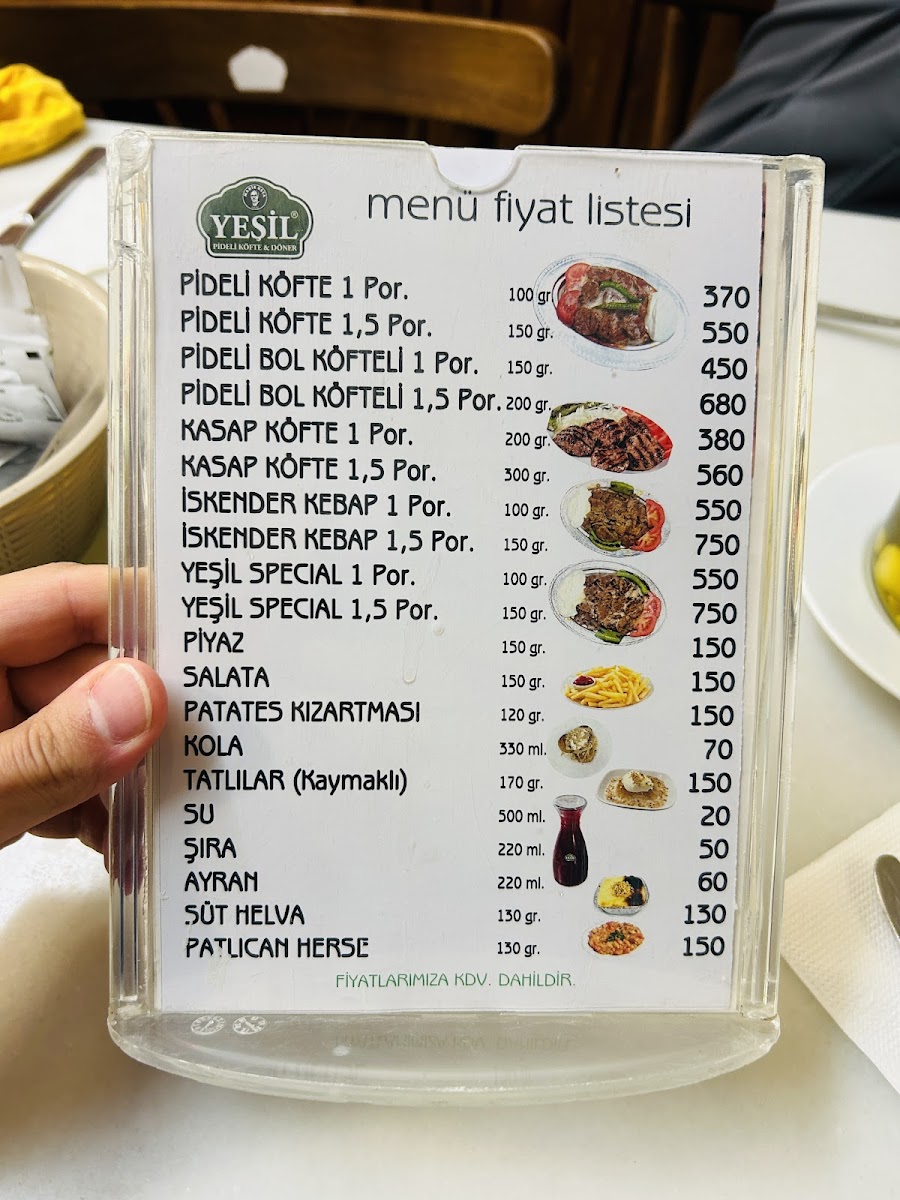 YEŞİL®
PİDELİ KÖFTE & DÖNER
menü fiyat listesi
PİDELİ KÖFTE 1 Por. 100 gr. 370
PİDELİ KÖFTE 1,5 Por. 150 gr. 550
PİDELİ BOL KÖFTELİ 1 Por. 150 gr. 450
PİDELİ BOL KÖFTELİ 1,5 Por. 200 gr. 680
KASAP KÖFTE 1 Por. 200 gr. 380
KASAP KÖFTE 1,5 Por. 300 gr. 560
İSKENDER KEBAP 1 Por. 100 gr. 550
İSKENDER KEBAP 1,5 Por. 150 gr. 750
YEŞİL SPECIAL 1 Por. 100 gr. 550
YEŞİL SPECIAL 1,5 Por. 150 gr. 750
PİYAZ 150 gr. 150
SALATA 150 gr. 150
PATATES KIZARTMASI 120 gr. 150
KOLA 330 ml. 70
TATLILAR (Kaymaklı) 170 gr. 150
SU 500 ml. 20
ŞIRA 220 ml. 50
AYRAN 220 ml. 60
SÜT HELVA 130 gr. 130
PATLICAN HERSE 130 gr. 150
FİYATLARIMIZA KDV. DAHİLDİR.